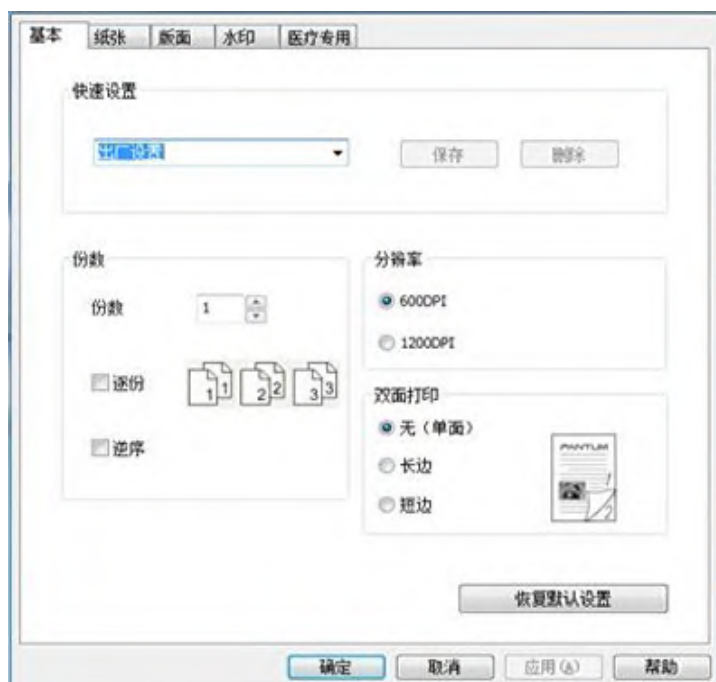 基本 纸张 版面 水印 医疗专用
快速设置
出厂设置 保存 删除
份数
份数 1
逐份 1 1 2 2 3 3
逆序
分辨率
600DPI
1200DPI
双面打印
无（单面）
长边
短边
PANTUM
1
2
恢复默认设置
确定 取消 应用(A) 帮助